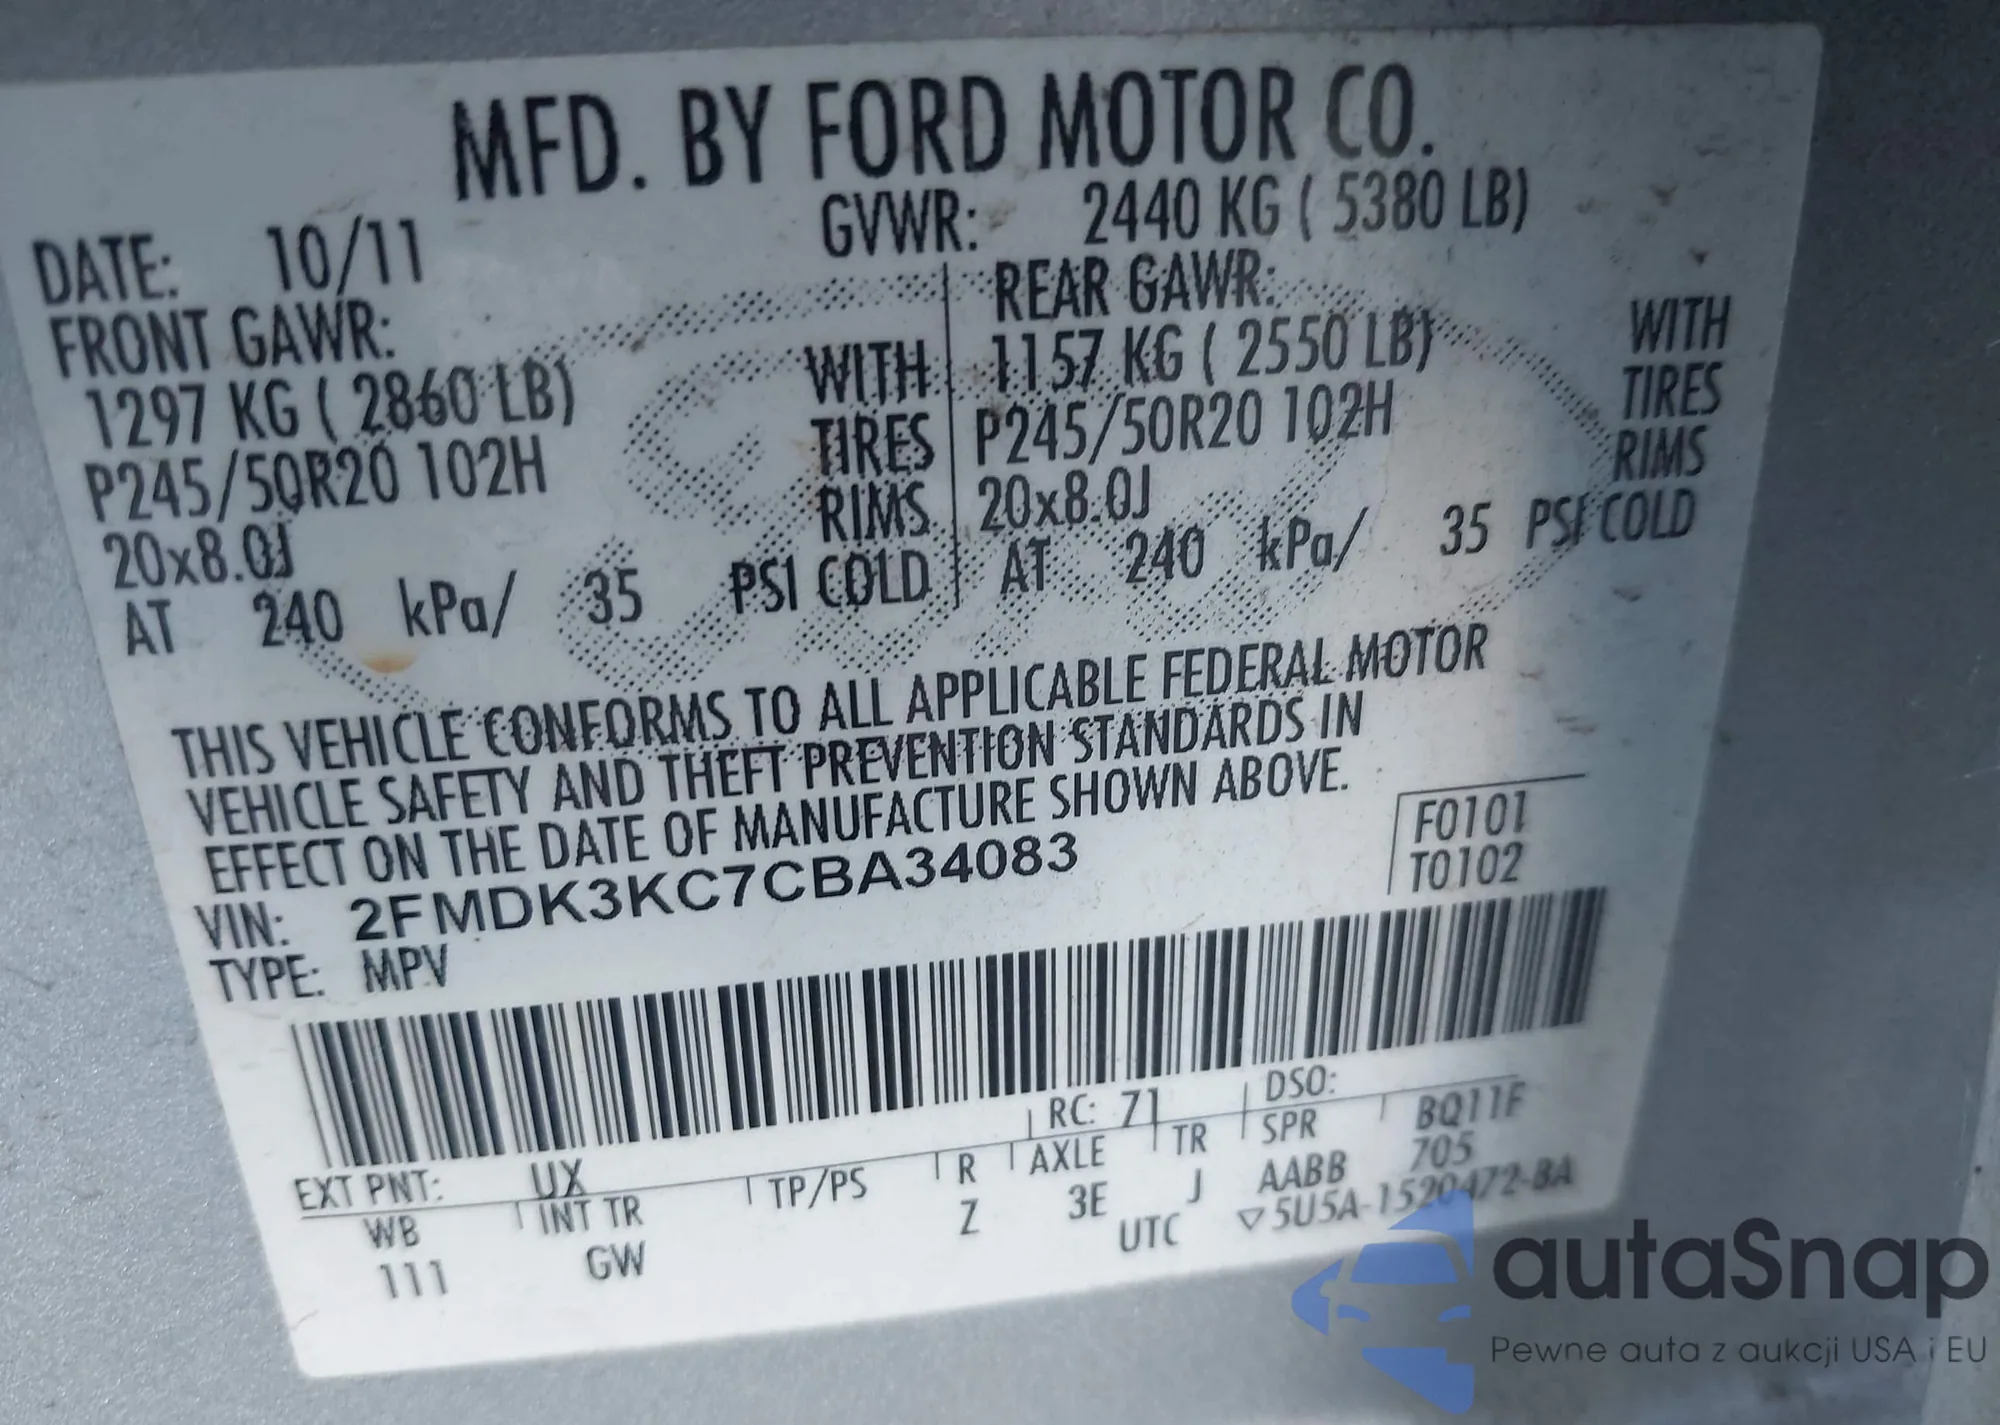 MFD. BY FORD MOTOR CO.
DATE: 10/11 GVWR: 2440 KG ( 5380 LB)
FRONT GAWR: REAR GAWR:
1297 KG ( 2860 LB) WITH 1157 KG ( 2550 LB) WITH
P245/50R20 102H TIRES P245/50R20 102H TIRES
20x8.0J RIMS 20x8.0J RIMS
AT 240 kPa/ 35 PSI COLD AT 240 kPa/ 35 PSI COLD
THIS VEHICLE CONFORMS TO ALL APPLICABLE FEDERAL MOTOR
VEHICLE SAFETY AND THEFT PREVENTION STANDARDS IN
EFFECT ON THE DATE OF MANUFACTURE SHOWN ABOVE.
VIN: 2FMDK3KC7CBA34083
TYPE: MPV
F0101
T0102
EXT PNT: UX RC: 71 DSO:
WB INT TR TP/PS R AXLE TR SPR BQ11F
111 GW Z 3E J AABB 705
UTC ▽5U5A-1520472-BA
autaSnap
Pewne auta z aukcji USA i EU